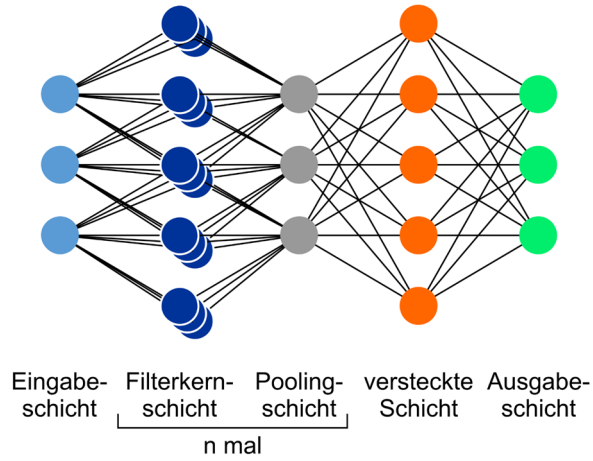 Eingabe-
schicht
Filterkern-
schicht
Pooling-
schicht
versteckte
Schicht
Ausgabe-
schicht
n mal